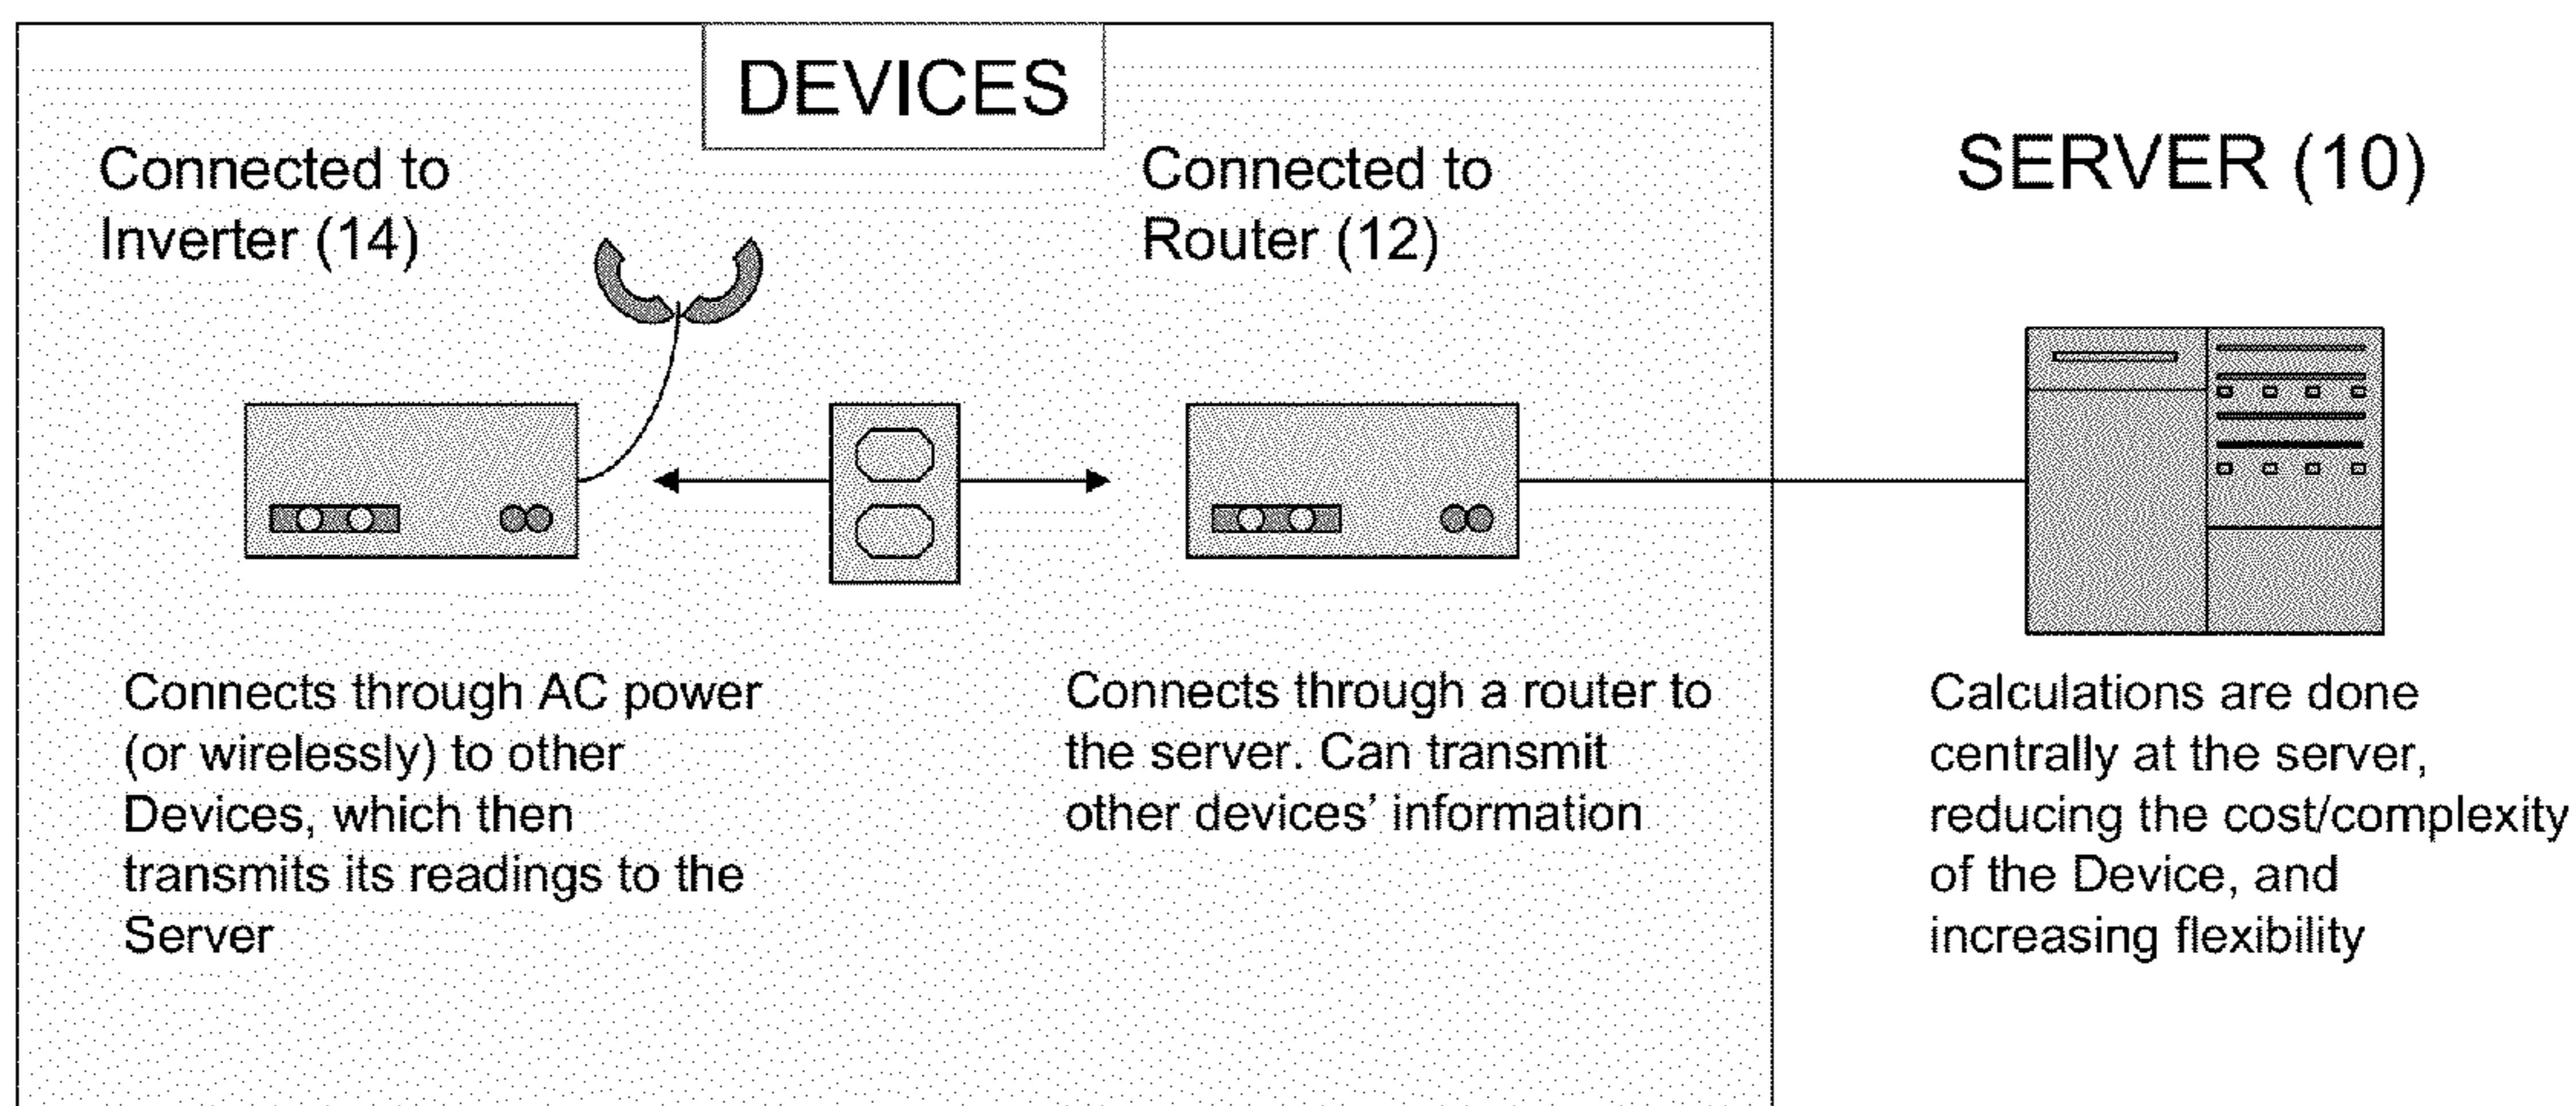 DEVICES
Connected to
Inverter (14)
Connected to
Router (12)
SERVER (10)
Connects through AC power
(or wirelessly) to other
Devices, which then
transmits its readings to the
Server
Connects through a router to
the server. Can transmit
other devices’ information
Calculations are done
centrally at the server,
reducing the cost/complexity
of the Device, and
increasing flexibility